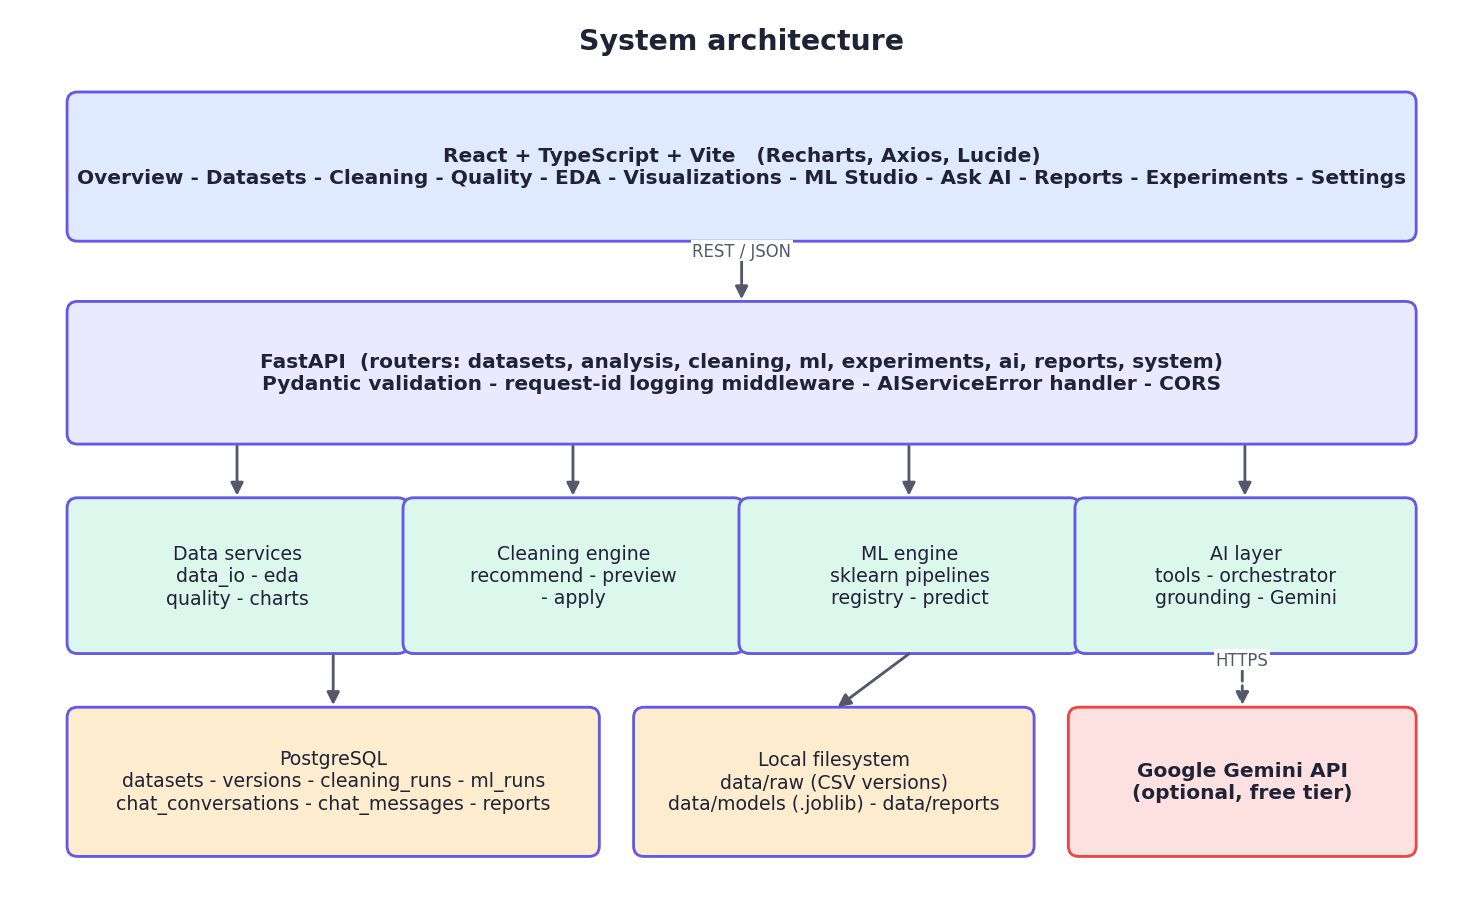 System architecture
React + TypeScript + Vite   (Recharts, Axios, Lucide)
Overview - Datasets - Cleaning - Quality - EDA - Visualizations - ML Studio - Ask AI - Reports - Experiments - Settings
REST / JSON
FastAPI  (routers: datasets, analysis, cleaning, ml, experiments, ai, reports, system)
Pydantic validation - request-id logging middleware - AIServiceError handler - CORS
Data services
data_io - eda
quality - charts
Cleaning engine
recommend - preview
- apply
ML engine
sklearn pipelines
registry - predict
AI layer
tools - orchestrator
grounding - Gemini
HTTPS
PostgreSQL
datasets - versions - cleaning_runs - ml_runs
chat_conversations - chat_messages - reports
Local filesystem
data/raw (CSV versions)
data/models (.joblib) - data/reports
Google Gemini API
(optional, free tier)